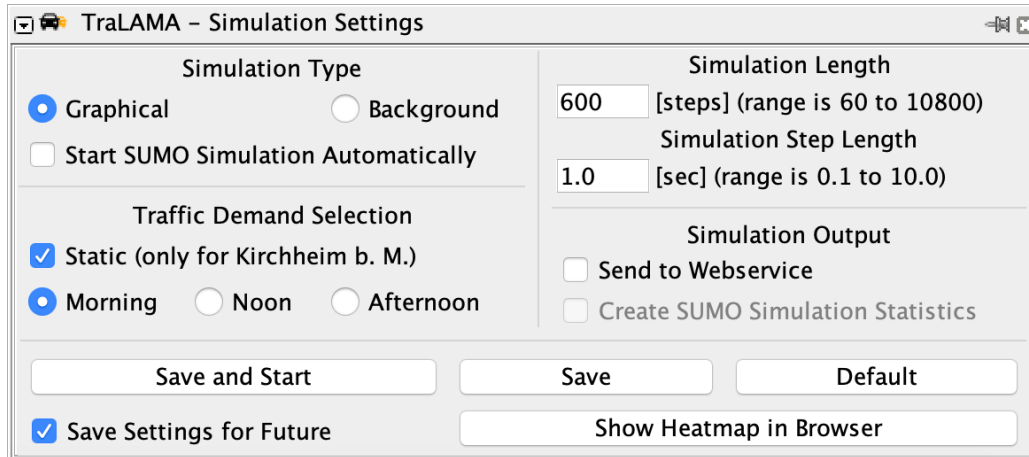 TraLAMA – Simulation Settings
Simulation Type
Graphical Background
Start SUMO Simulation Automatically
Traffic Demand Selection
Static (only for Kirchheim b. M.)
Morning Noon Afternoon
Simulation Length
600 [steps] (range is 60 to 10800)
Simulation Step Length
1.0 [sec] (range is 0.1 to 10.0)
Simulation Output
Send to Webservice
Create SUMO Simulation Statistics
Save and Start Save Default
Save Settings for Future Show Heatmap in Browser